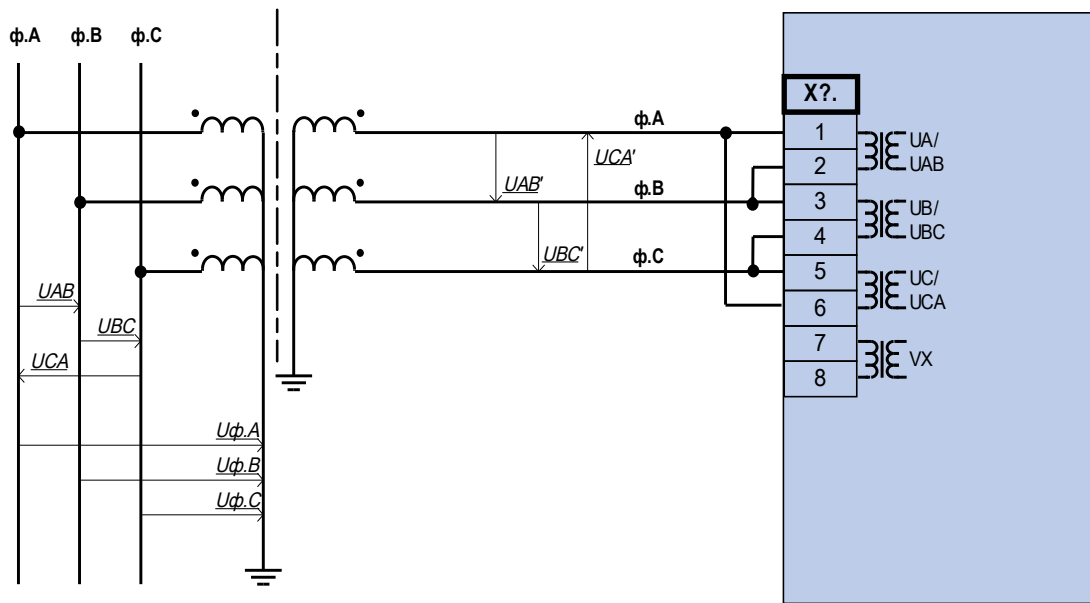 ф.A ф.B ф.C
X?.
ф.A
1
UA/
UAB
UCA'
2
UAB'
ф.B
3
UB/
UBC
4
UBC'
ф.C
5
UC/
UCA
6
UAB
UBC
7
VX
UCA
8
Uф.A
Uф.B
Uф.C